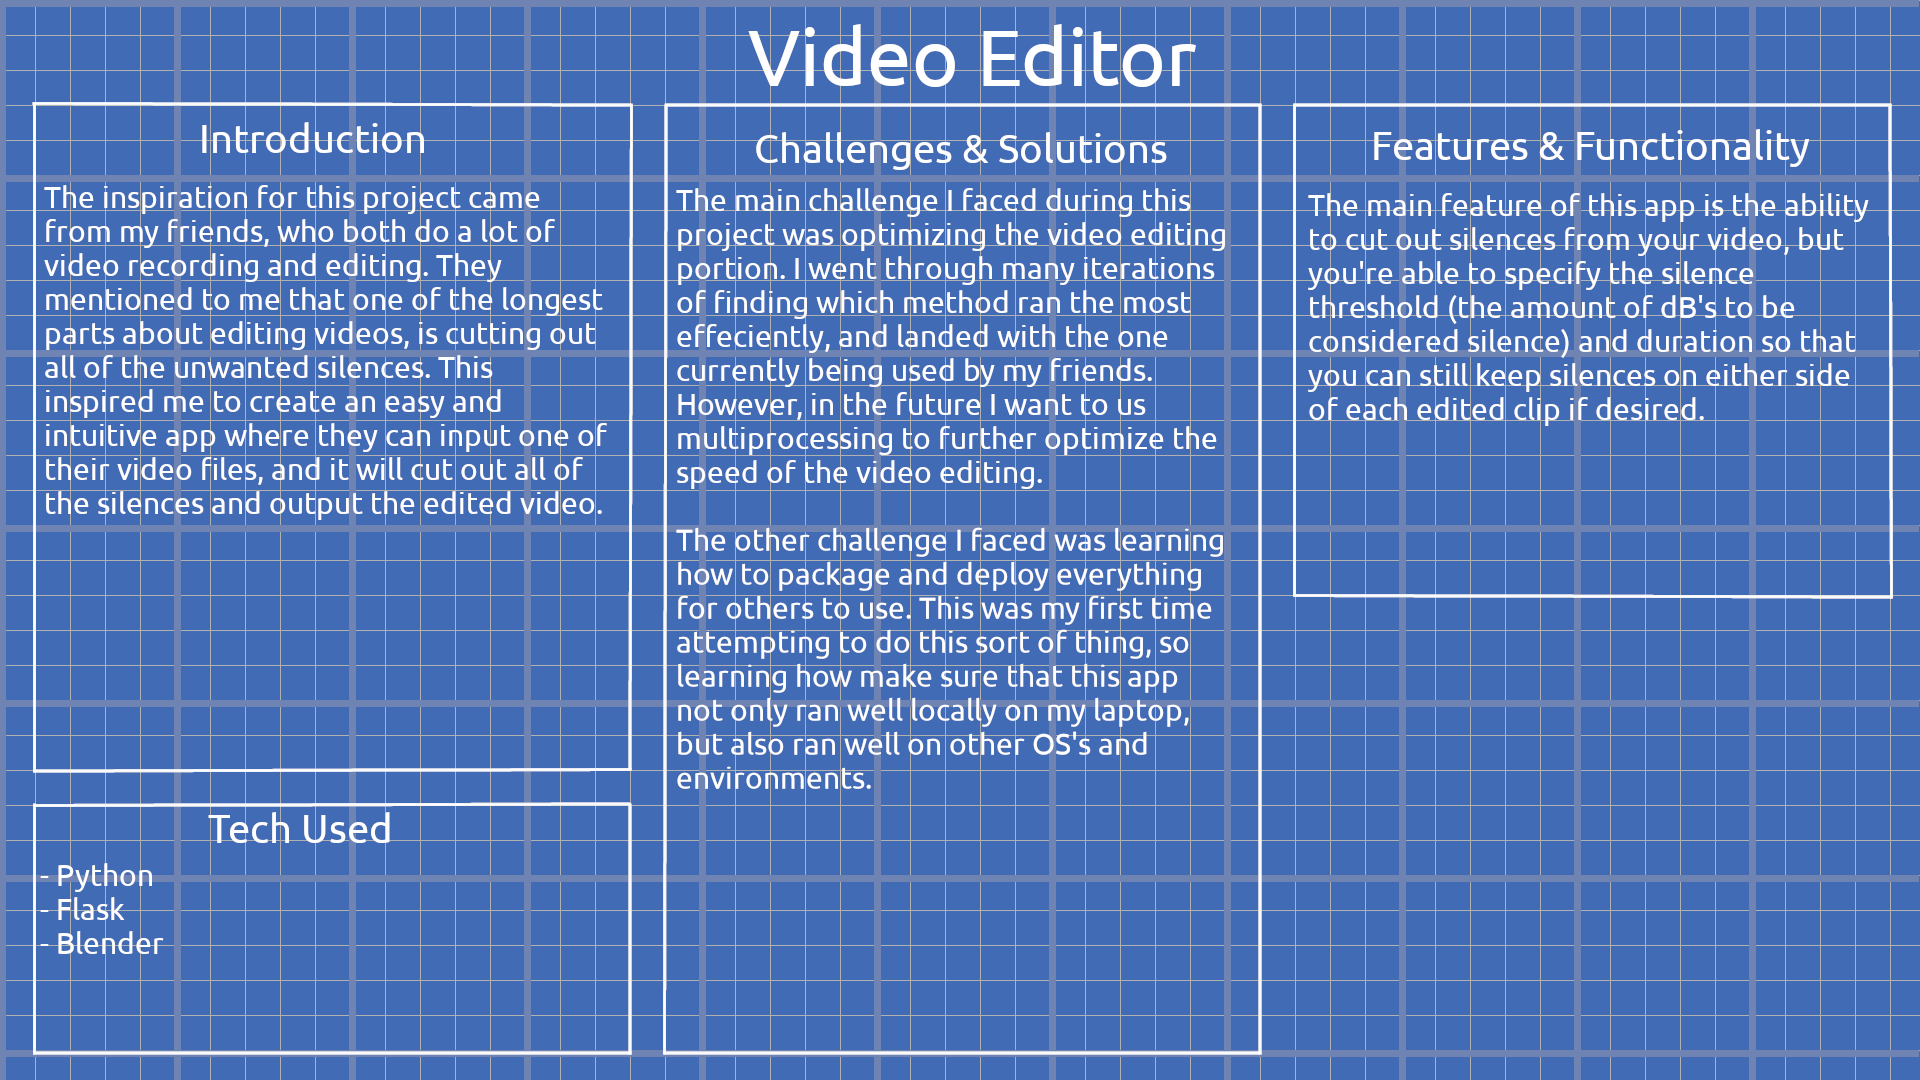 Video Editor
Introduction
The inspiration for this project came
from my friends, who both do a lot of
video recording and editing. They
mentioned to me that one of the longest
parts about editing videos, is cutting out
all of the unwanted silences. This
inspired me to create an easy and
intuitive app where they can input one of
their video files, and it will cut out all of
the silences and output the edited video.
Tech Used
- Python
- Flask
- Blender
Challenges & Solutions
The main challenge I faced during this
project was optimizing the video editing
portion. I went through many iterations
of finding which method ran the most
effeciently, and landed with the one
currently being used by my friends.
However, in the future I want to us
multiprocessing to further optimize the
speed of the video editing.
The other challenge I faced was learning
how to package and deploy everything
for others to use. This was my first time
attempting to do this sort of thing, so
learning how make sure that this app
not only ran well locally on my laptop,
but also ran well on other OS's and
environments.
Features & Functionality
The main feature of this app is the ability
to cut out silences from your video, but
you're able to specify the silence
threshold (the amount of dB's to be
considered silence) and duration so that
you can still keep silences on either side
of each edited clip if desired.